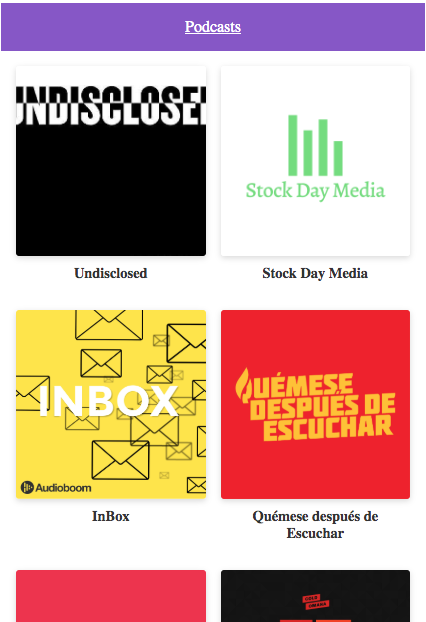 Podcasts
UNDISCLOSED
Stock Day Media
Undisclosed
Stock Day Media
INBOX
Audioboom
QUÉMESE
DESPUÉS DE
ESCUCHAR
InBox
Quémese después de
Escuchar